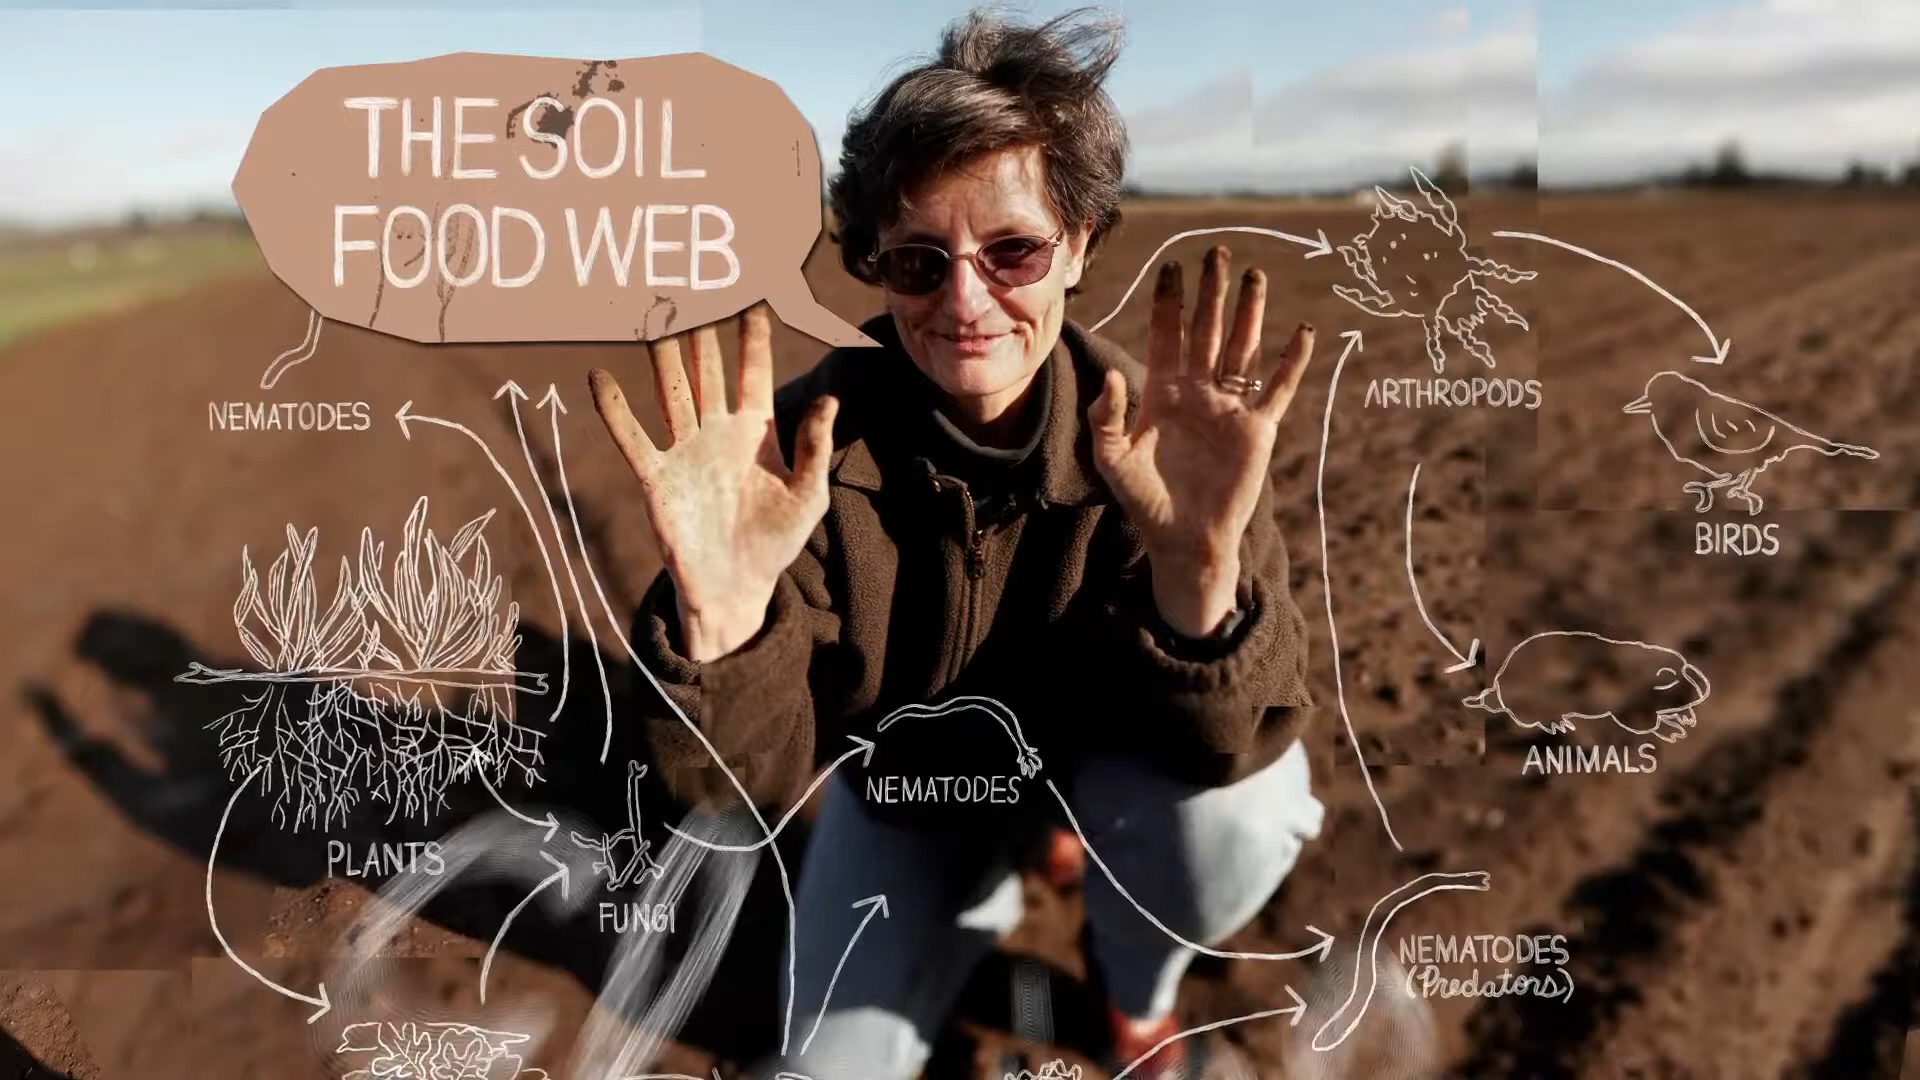 THE SOIL
FOOD WEB
NEMATODES
ARTHROPODS
BIRDS
ANIMALS
NEMATODES
PLANTS
FUNGI
NEMATODES
(Predators)